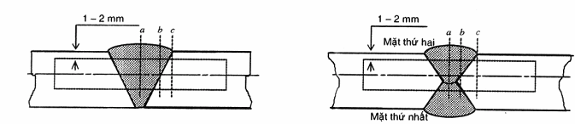 1 – 2 mm
a b c
1 – 2 mm
a b c
Mặt thứ hai
Mặt thứ nhất